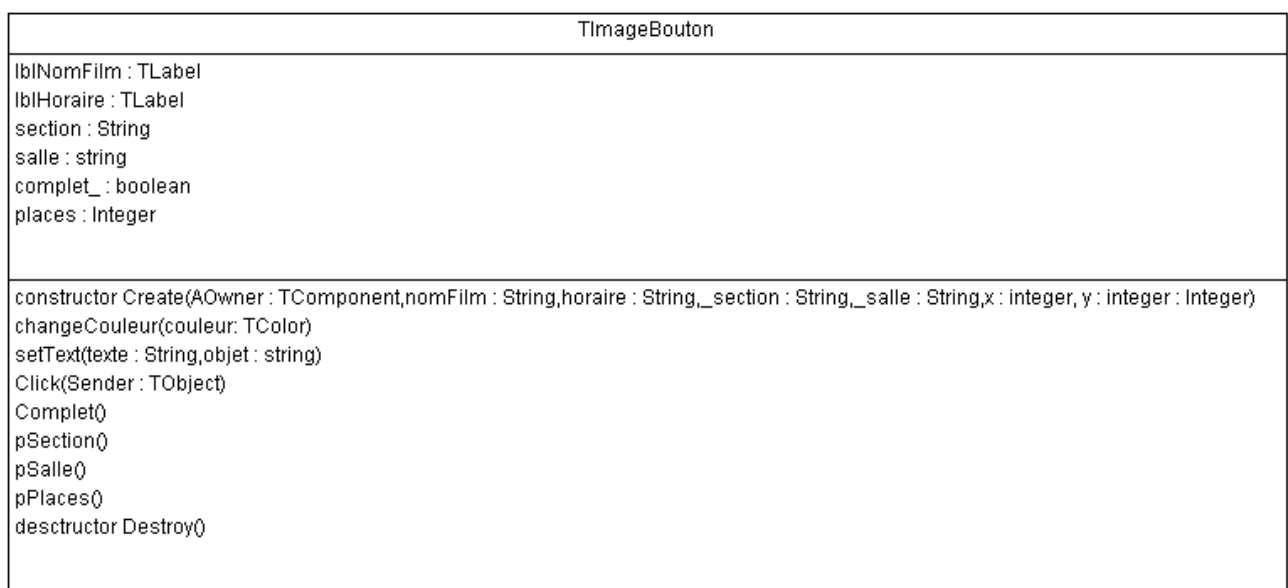 TImageBouton
lblNomFilm : TLabel
lblHoraire : TLabel
section : String
salle : string
complet_ : boolean
places : Integer
constructor Create(AOwner : TComponent,nomFilm : String,horaire : String,_section : String,_salle : String,x : integer, y : integer : Integer)
changeCouleur(couleur: TColor)
setText(texte : String,objet : string)
Click(Sender : TObject)
Complet()
pSection()
pSalle()
pPlaces()
desctructor Destroy()